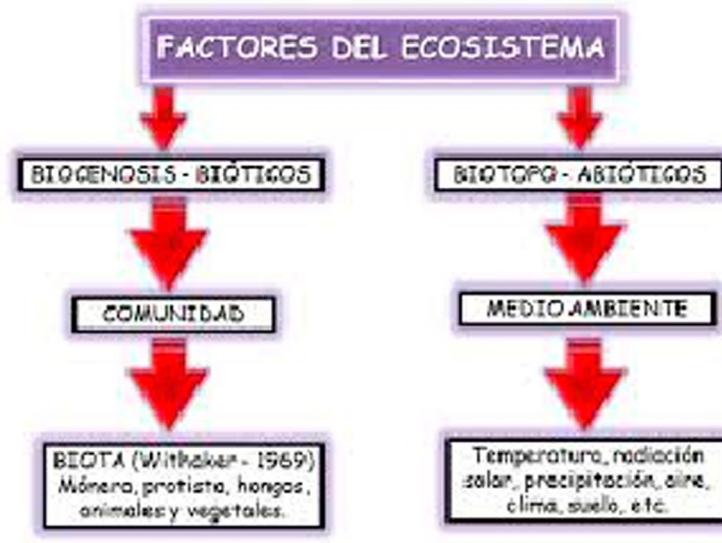 FACTORES DEL ECOSISTEMA
BIOCENOSIS - BIÓTICOS
BIOTOPO - ABIÓTICOS
COMUNIDAD
MEDIO AMBIENTE
BIOTA (Withaker - 1969)
Mónera, protista, hongos,
animales y vegetales.
Temperatura, radiación
solar, precipitación, aire,
clima, suelo, etc.